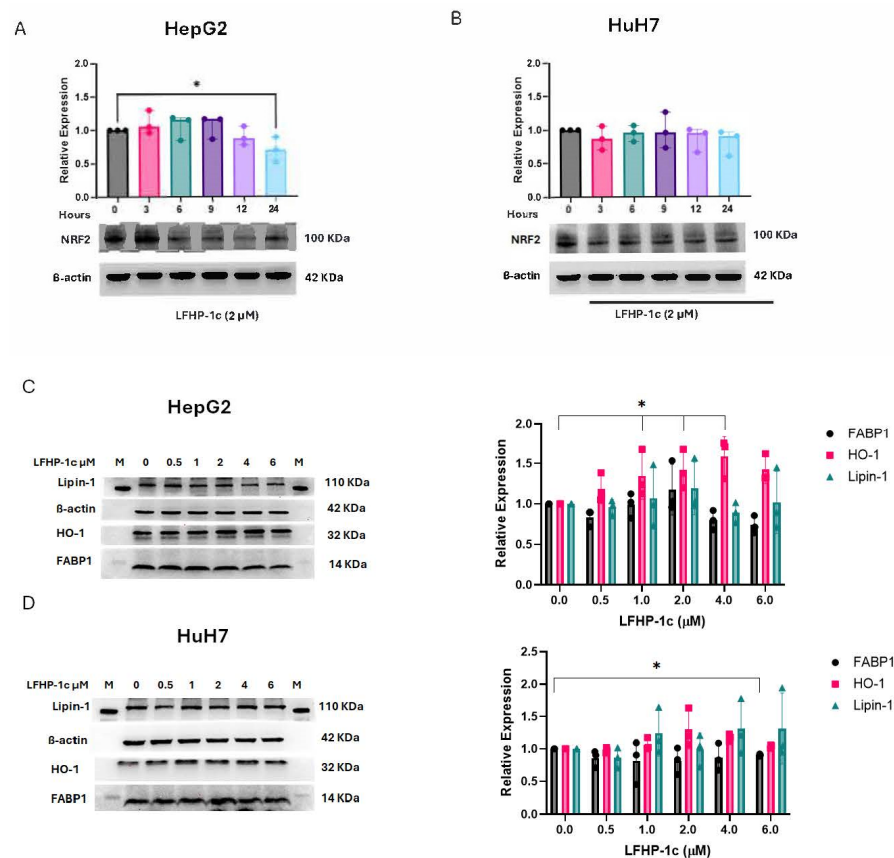 A
HepG2
*
Relative Expression
2.0
1.5
1.0
0.5
0.0
Hours 0 3 6 9 12 24
NRF2 100 KDa
ß-actin 42 KDa
LFHP-1c (2 µM)
B
HuH7
Relative Expression
2.0
1.5
1.0
0.5
0.0
0 3 6 9 12 24
Hours
NRF2 100 KDa
ß-actin 42 KDa
LFHP-1c (2 µM)
C
HepG2
LFHP-1c µM M 0 0.5 1 2 4 6 M
Lipin-1 110 KDa
ß-actin 42 KDa
HO-1 32 KDa
FABP1 14 KDa
*
Relative Expression
2.0
1.5
1.0
0.5
0.0
0.0 0.5 1.0 2.0 4.0 6.0
LFHP-1c (µM)
FABP1
HO-1
Lipin-1
D
HuH7
LFHP-1c µM M 0 0.5 1 2 4 6 M
Lipin-1 110 KDa
ß-actin 42 KDa
HO-1 32 KDa
FABP1 14 KDa
*
Relative Expression
2.5
2.0
1.5
1.0
0.5
0.0
0.0 0.5 1.0 2.0 4.0 6.0
LFHP-1c (µM)
FABP1
HO-1
Lipin-1